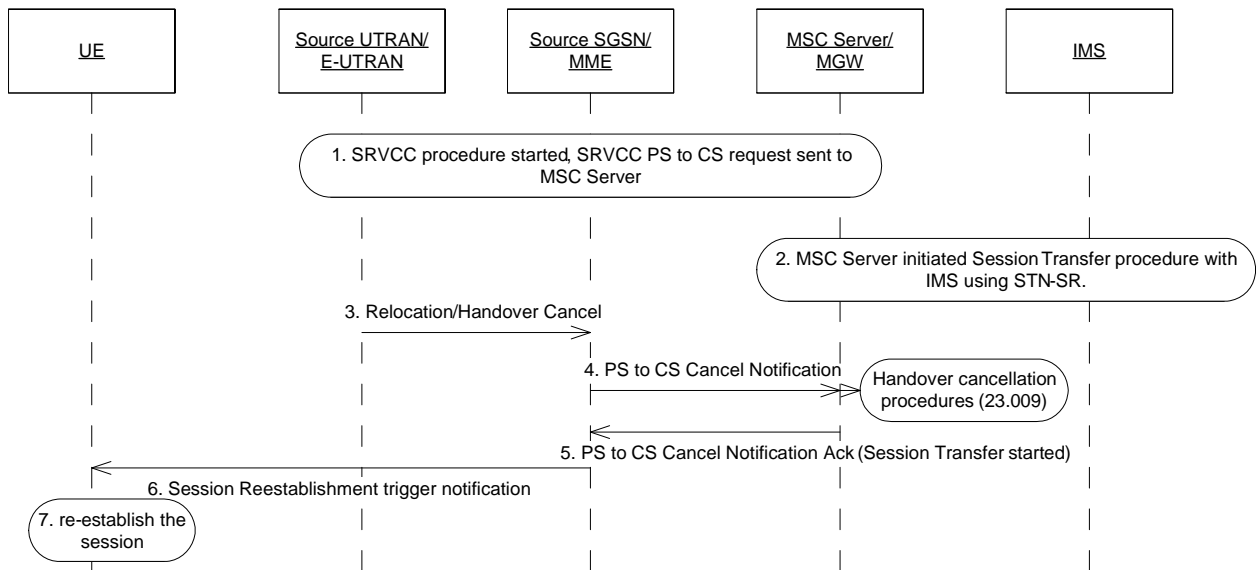 UE
Source UTRAN/
E-UTRAN
Source SGSN/
MME
MSC Server/
MGW
IMS
1. SRVCC procedure started, SRVCC PS to CS request sent to
MSC Server
2. MSC Server initiated Session Transfer procedure with
IMS using STN-SR.
3. Relocation/Handover Cancel
4. PS to CS Cancel Notification
Handover cancellation
procedures (23.009)
5. PS to CS Cancel Notification Ack (Session Transfer started)
6. Session Reestablishment trigger notification
7. re-establish the
session